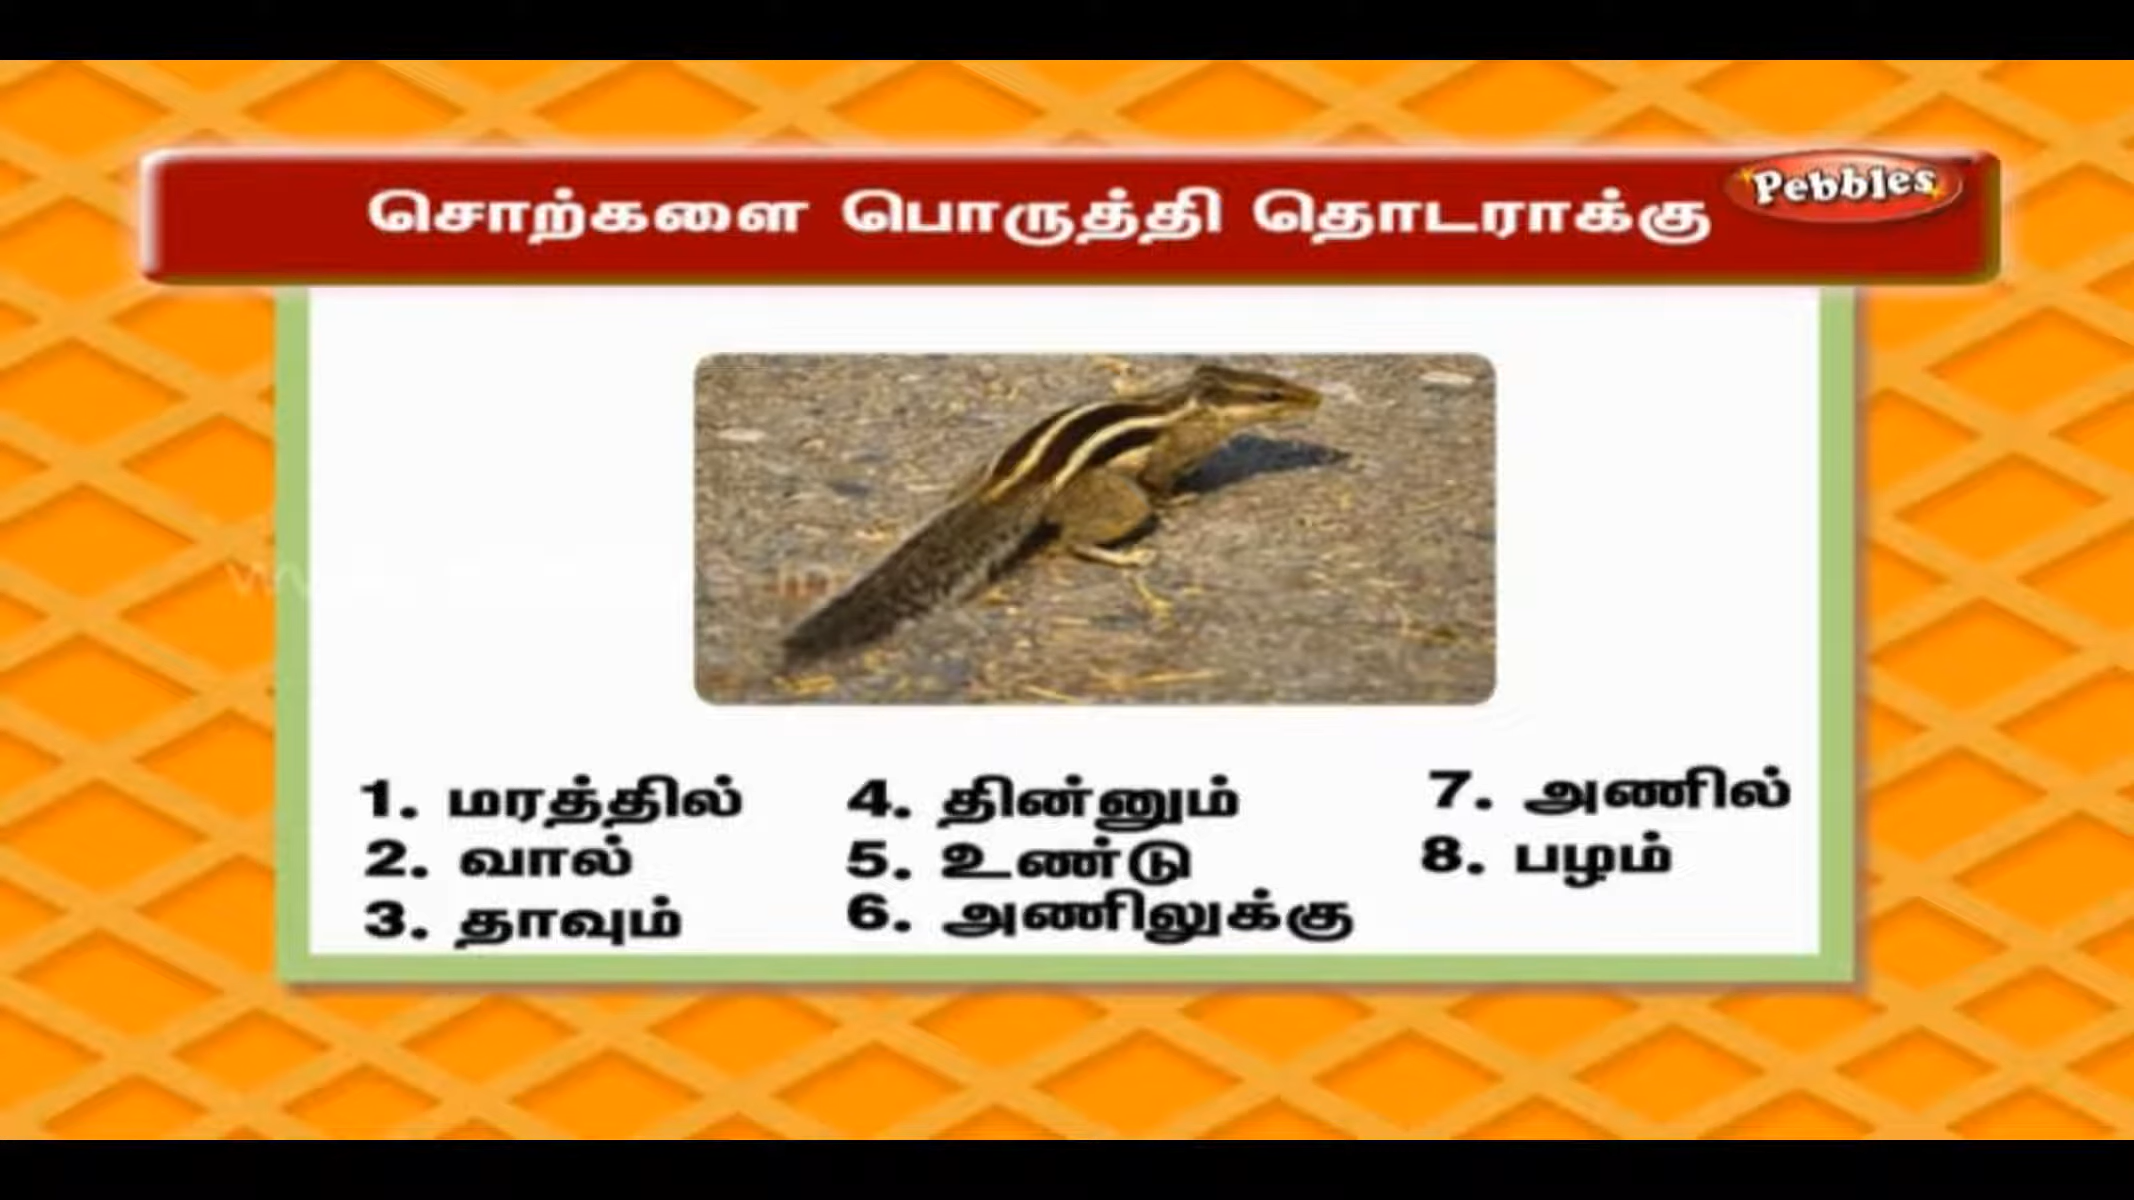 சொற்களை பொருத்தி தொடராக்கு
Pebbles
1. மரத்தில்
2. வால்
3. தாவும்
4. தின்னும்
5. உண்டு
6. அணிலுக்கு
7. அணில்
8. பழம்